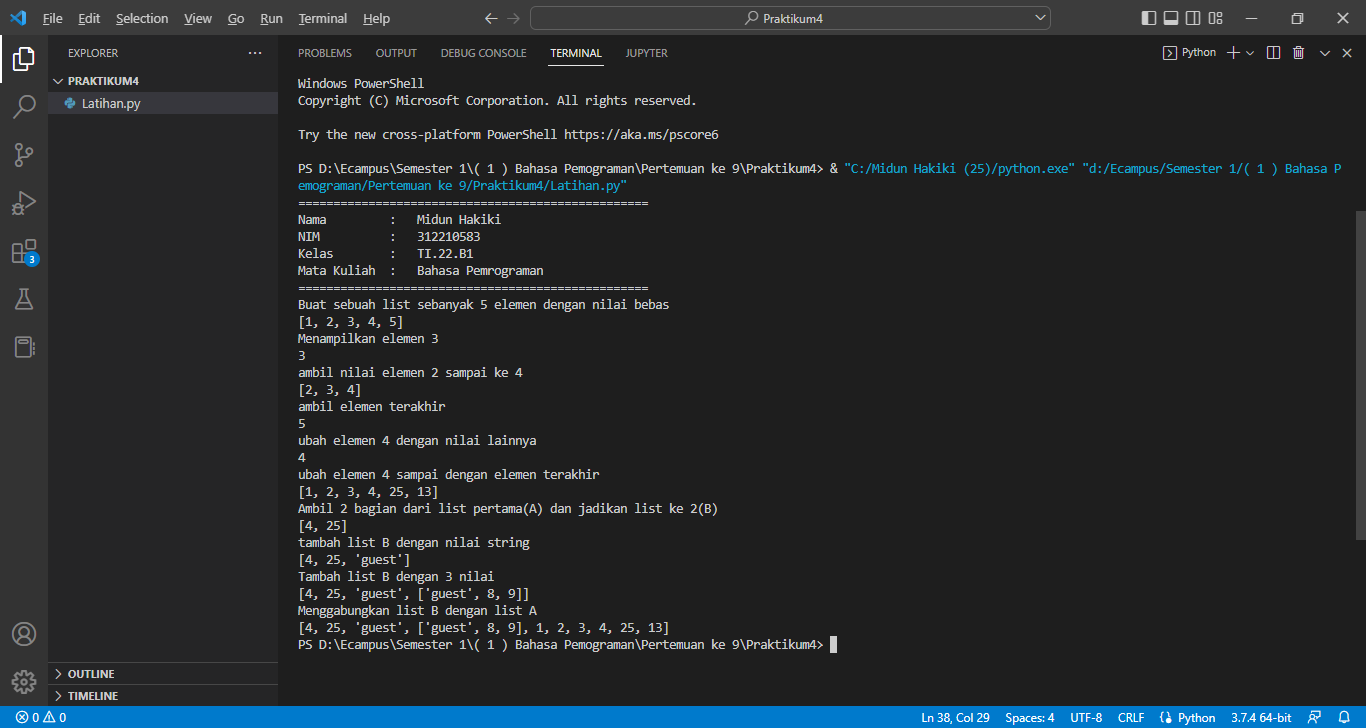 File Edit Selection View Go Run Terminal Help
Praktikum4
EXPLORER ...
PRAKTIKUM4
Latihan.py
OUTLINE
TIMELINE
3
PROBLEMS OUTPUT DEBUG CONSOLE TERMINAL JUPYTER
Python
Windows PowerShell
Copyright (C) Microsoft Corporation. All rights reserved.
Try the new cross-platform PowerShell https://aka.ms/pscore6
PS D:\Ecampus\Semester 1\( 1 ) Bahasa Pemograman\Pertemuan ke 9\Praktikum4> & "C:/Midun Hakiki (25)/python.exe" "d:/Ecampus/Semester 1/( 1 ) Bahasa P
emograman/Pertemuan ke 9/Praktikum4/Latihan.py"
==================================================
Nama : Midun Hakiki
NIM : 312210583
Kelas : TI.22.B1
Mata Kuliah : Bahasa Pemrograman
==================================================
Buat sebuah list sebanyak 5 elemen dengan nilai bebas
[1, 2, 3, 4, 5]
Menampilkan elemen 3
3
ambil nilai elemen 2 sampai ke 4
[2, 3, 4]
ambil elemen terakhir
5
ubah elemen 4 dengan nilai lainnya
4
ubah elemen 4 sampai dengan elemen terakhir
[1, 2, 3, 4, 25, 13]
Ambil 2 bagian dari list pertama(A) dan jadikan list ke 2(B)
[4, 25]
tambah list B dengan nilai string
[4, 25, 'guest']
Tambah list B dengan 3 nilai
[4, 25, 'guest', ['guest', 8, 9]]
Menggabungkan list B dengan list A
[4, 25, 'guest', ['guest', 8, 9], 1, 2, 3, 4, 25, 13]
PS D:\Ecampus\Semester 1\( 1 ) Bahasa Pemograman\Pertemuan ke 9\Praktikum4>
0 0 Ln 38, Col 29 Spaces: 4 UTF-8 CRLF Python 3.7.4 64-bit